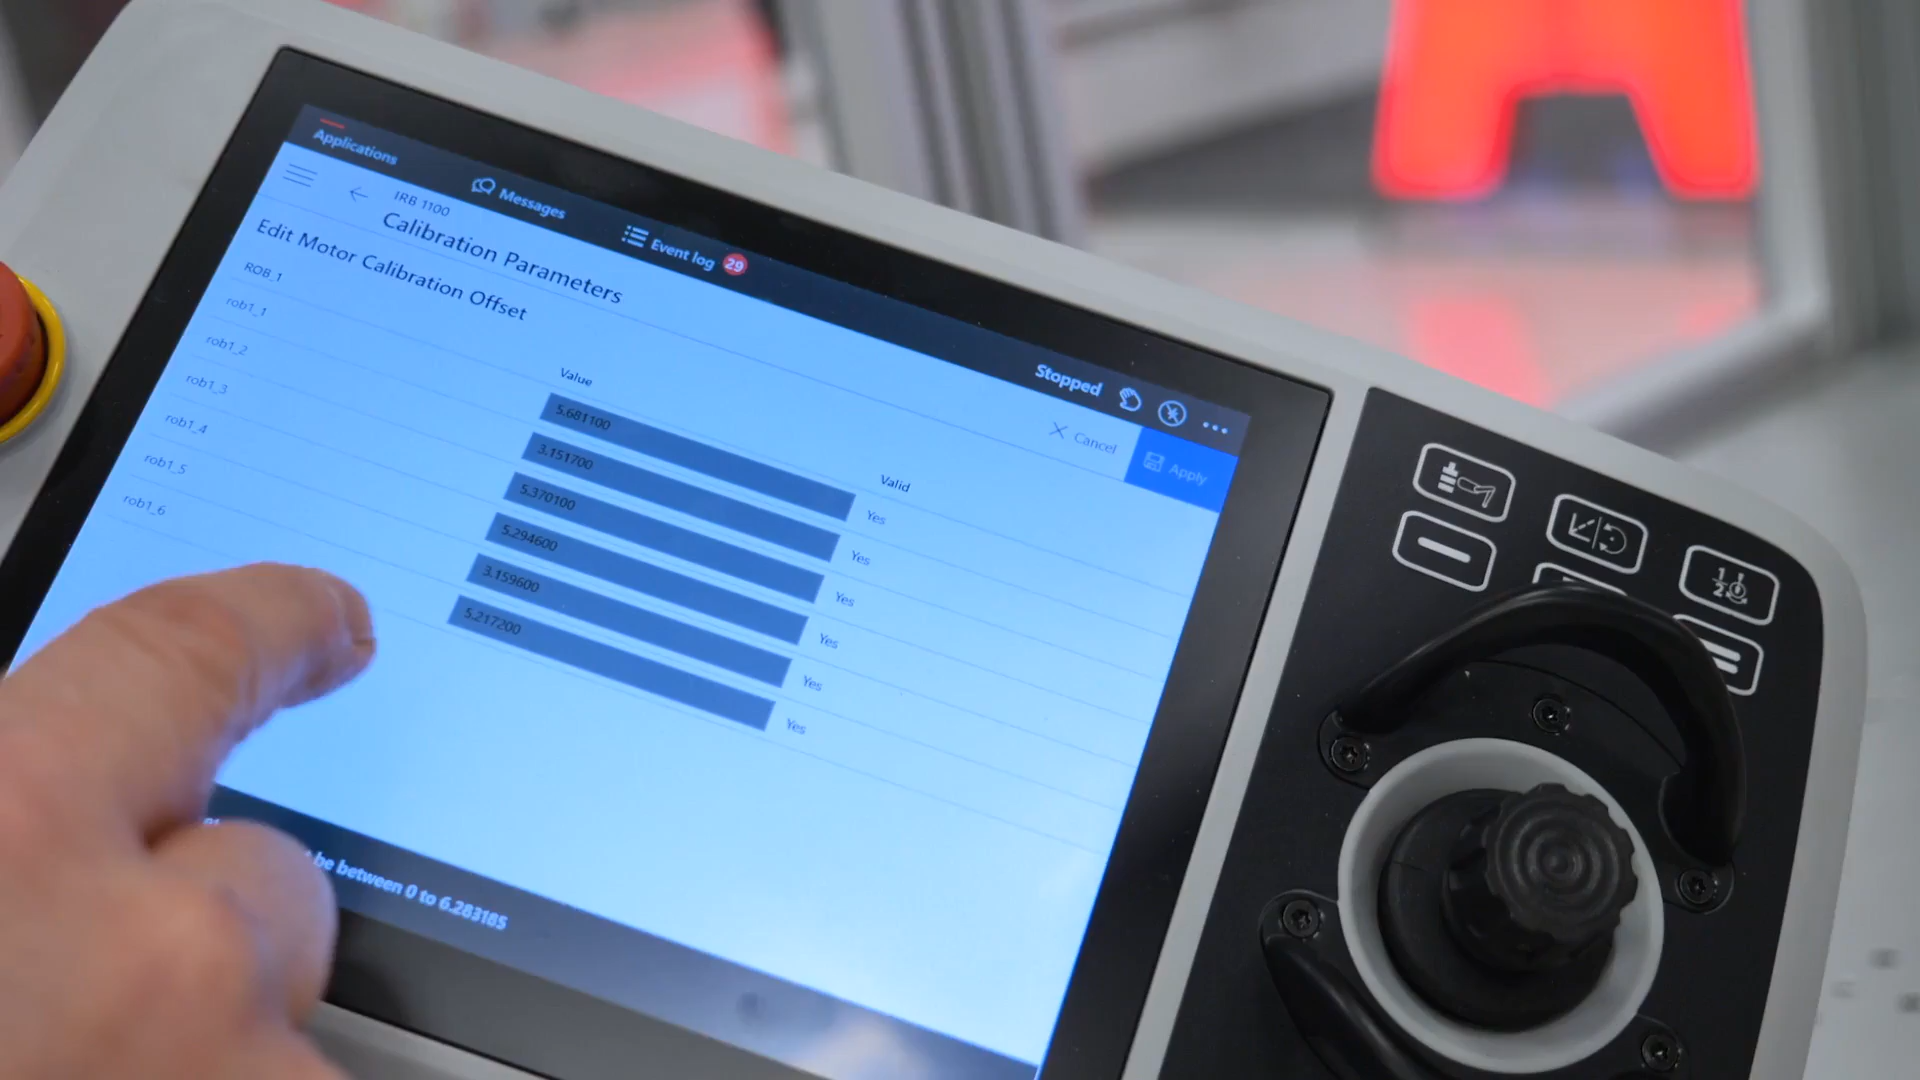 Applications
Messages
Event log 29
Stopped
IRB 1100
Calibration Parameters
Edit Motor Calibration Offset
Cancel
Apply
ROB_1
Value
Valid
rob1_1 5.681100 Yes
rob1_2 3.151700 Yes
rob1_3 5.370100 Yes
rob1_4 5.294600 Yes
rob1_5 3.159600 Yes
rob1_6 5.217200 Yes
be between 0 to 6.283185
1/2